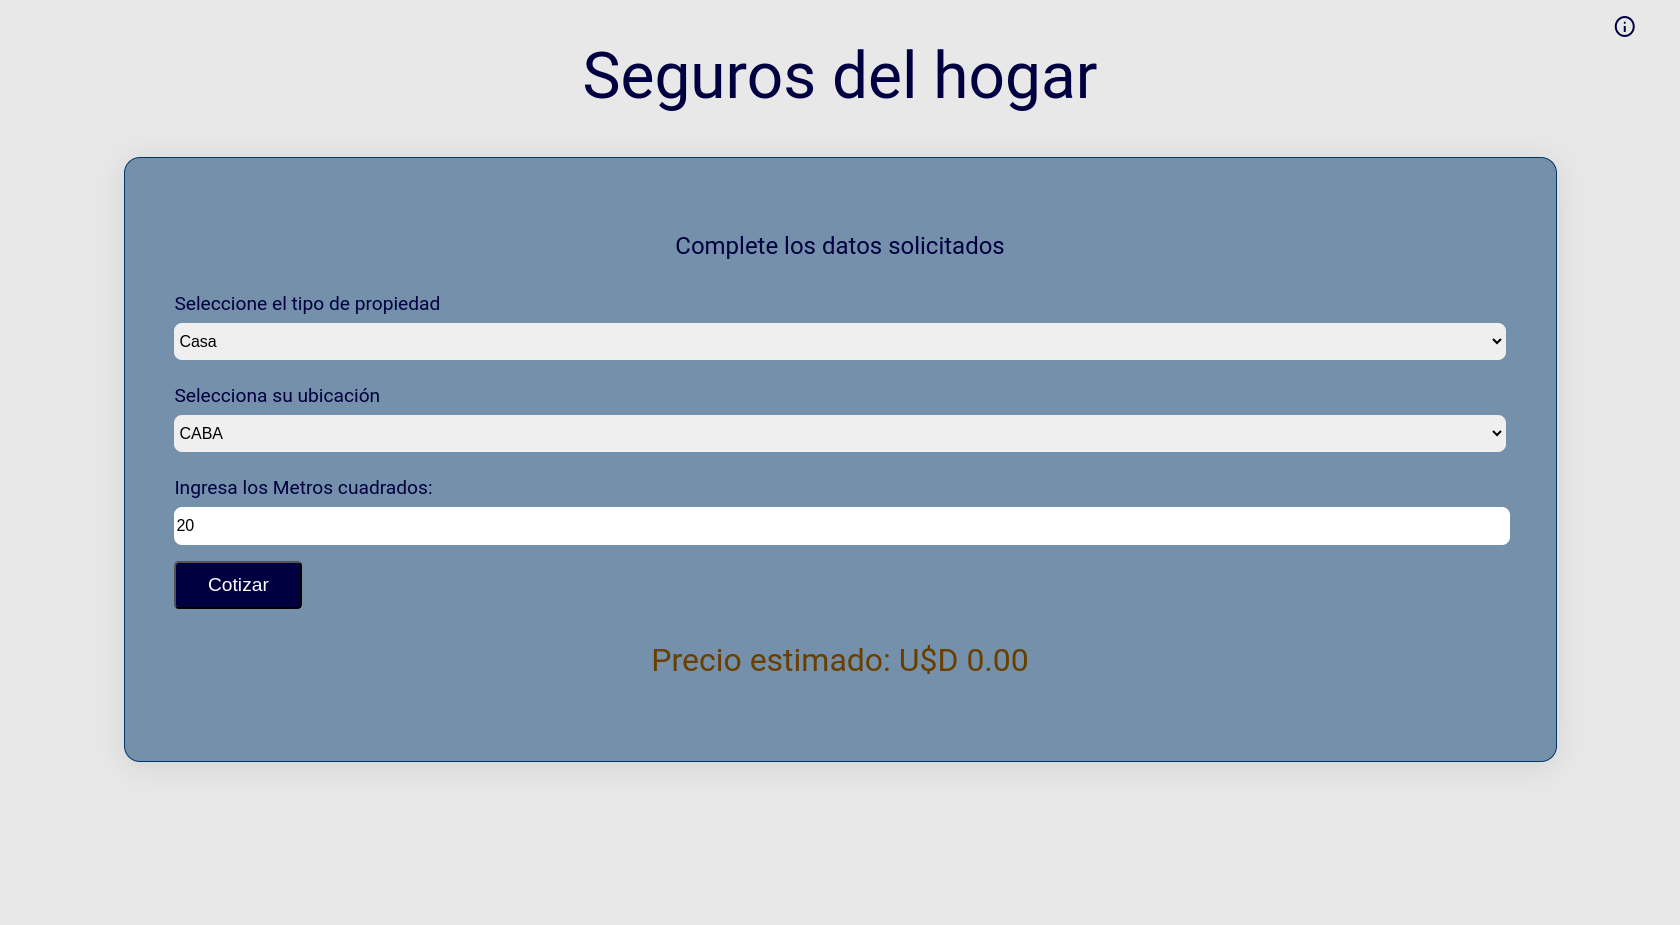 Seguros del hogar
Complete los datos solicitados
Seleccione el tipo de propiedad
Casa
Selecciona su ubicación
CABA
Ingresa los Metros cuadrados:
20
Cotizar
Precio estimado: U$D 0.00